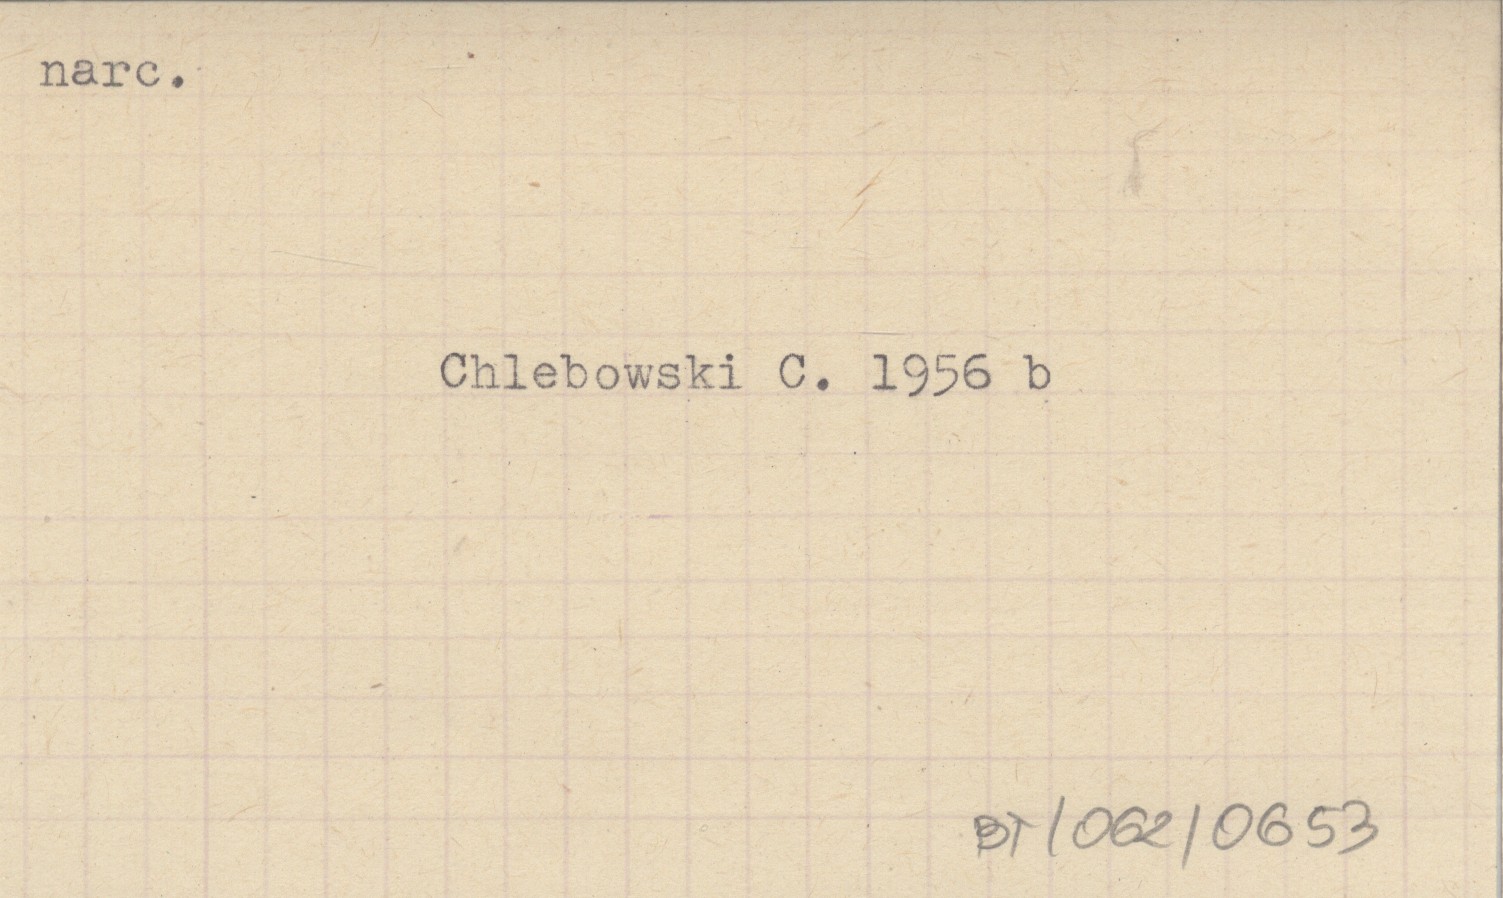 narc.
Chlebowski C. 1956 b
BT/062/0653